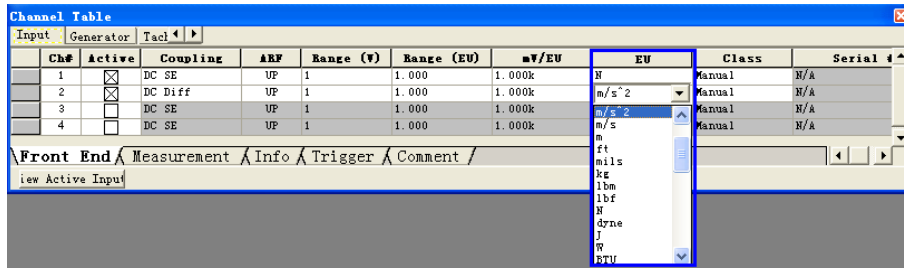 Channel Table
Input Generator Tacl
Ch# Active Coupling ARF Range (V) Range (EU) mV/EU EU Class Serial #
1 DC SE UP 1 1.000 1.000k N Manual N/A
2 DC Diff UP 1 1.000 1.000k m/s^2 Manual N/A
3 DC SE UP 1 1.000 1.000k m/s^2 Manual N/A
4 DC SE UP 1 1.000 1.000k m/s Manual N/A
m
ft
mils
kg
lbm
lbf
N
dyne
J
W
BTU
Front End Measurement Info Trigger Comment
iew Active Input